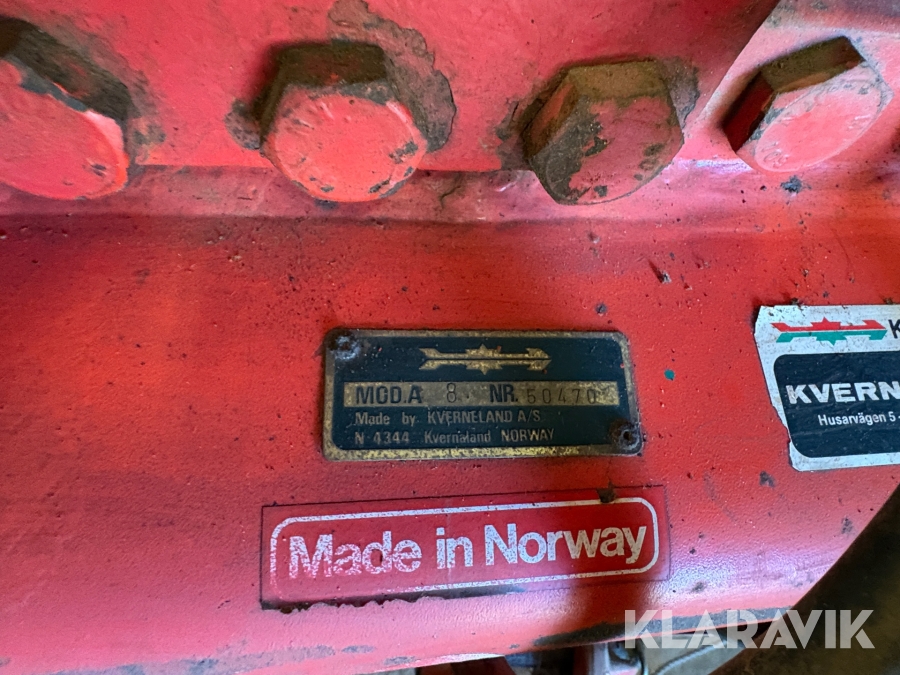 MOD.A 8. NR. 50470
Made by KVERNELAND A/S
N 4344 Kvernaland NORWAY
KVERN
Husarvägen 5
Made in Norway
KLARAVIK